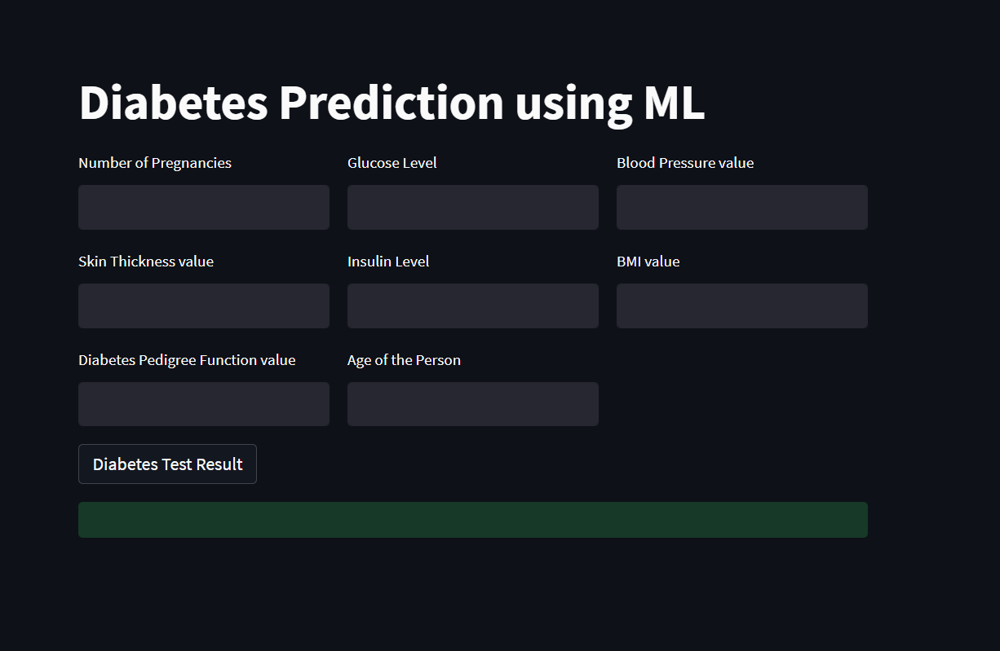 Diabetes Prediction using ML
Number of Pregnancies
Glucose Level
Blood Pressure value
Skin Thickness value
Insulin Level
BMI value
Diabetes Pedigree Function value
Age of the Person
Diabetes Test Result